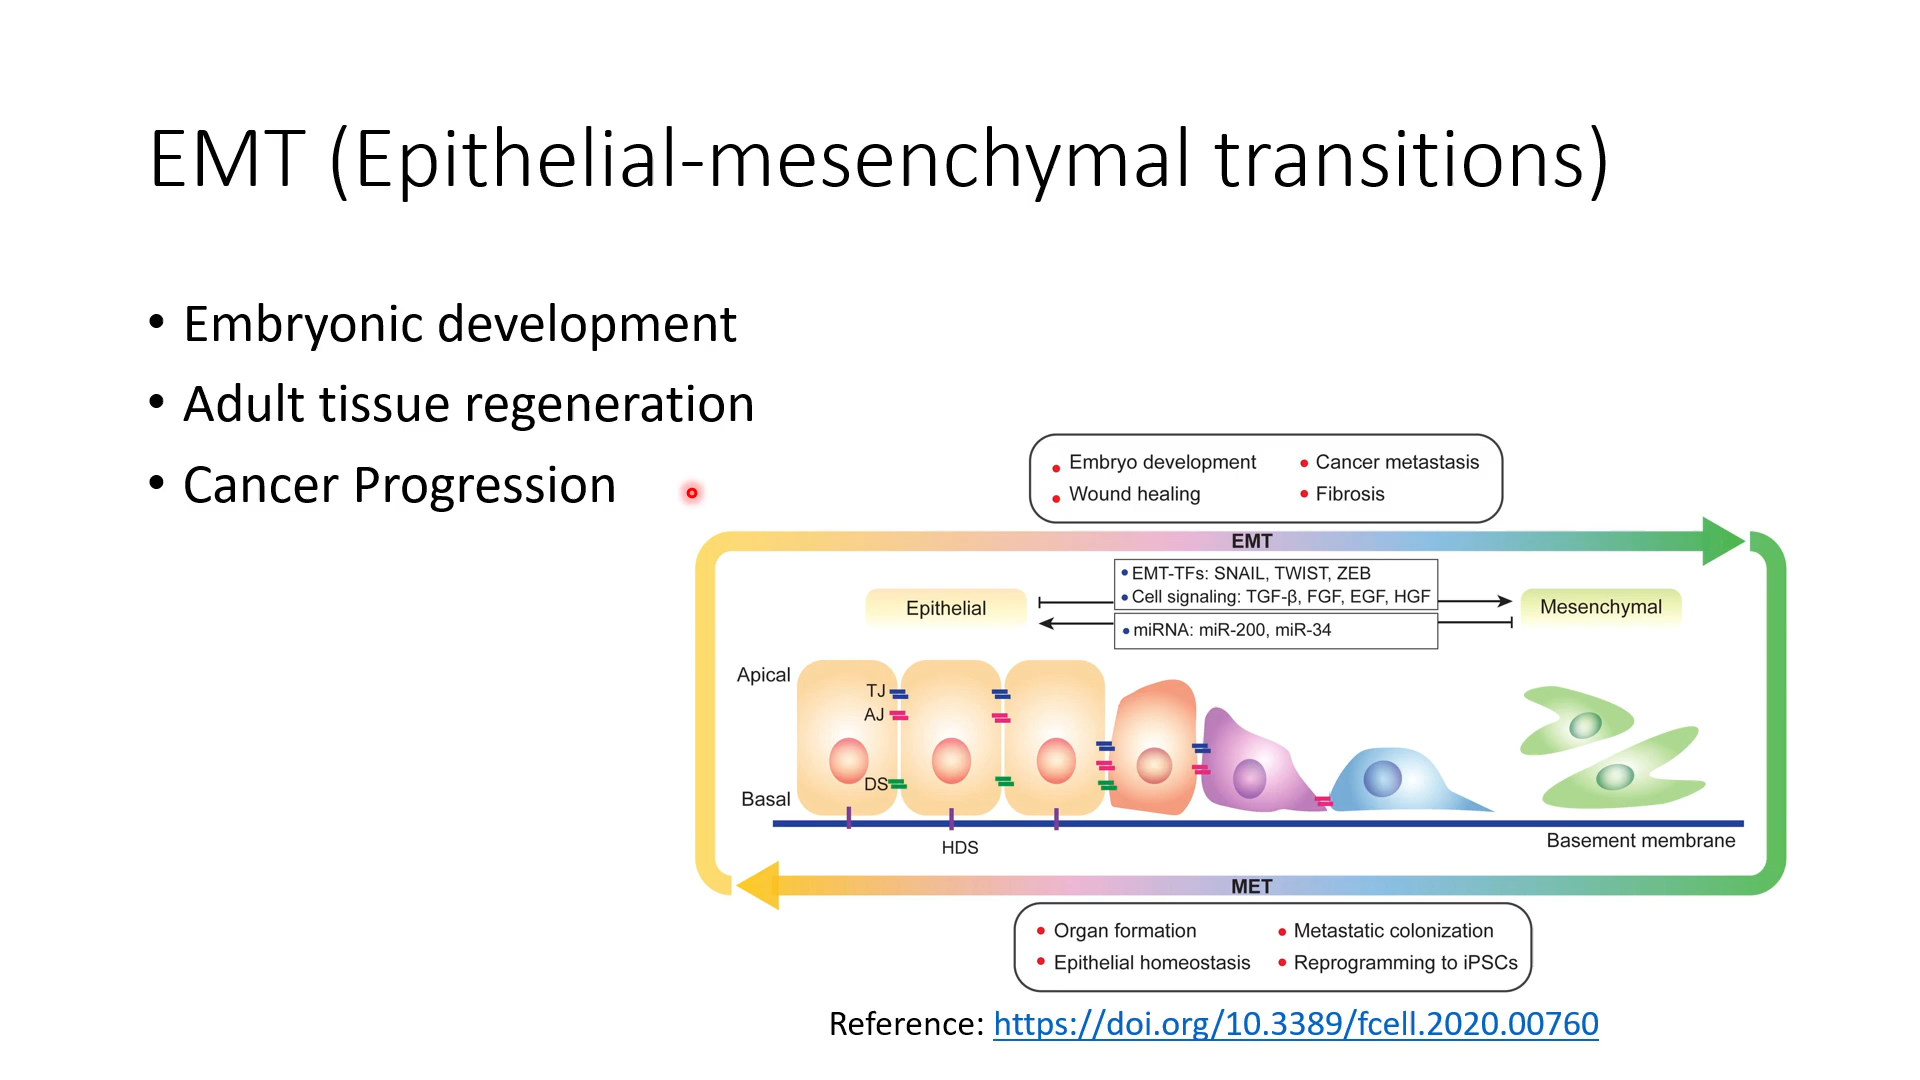 EMT (Epithelial-mesenchymal transitions)
• Embryonic development
• Adult tissue regeneration
• Cancer Progression
• Embryo development
• Wound healing
• Cancer metastasis
• Fibrosis
EMT
• EMT-TFs: SNAIL, TWIST, ZEB
• Cell signaling: TGF-β, FGF, EGF, HGF
• miRNA: miR-200, miR-34
Epithelial
Mesenchymal
Apical
TJ
AJ
DS
Basal
HDS
Basement membrane
MET
• Organ formation
• Epithelial homeostasis
• Metastatic colonization
• Reprogramming to iPSCs
Reference: https://doi.org/10.3389/fcell.2020.00760